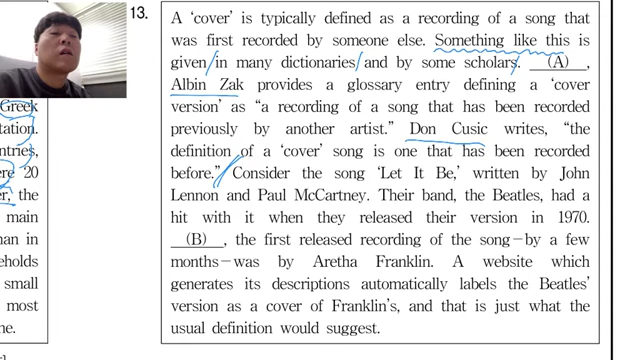 13.
A ‘cover’ is typically defined as a recording of a song that
was first recorded by someone else. Something like this is
given in many dictionaries and by some scholars. (A) ,
Albin Zak provides a glossary entry defining a ‘cover
version’ as “a recording of a song that has been recorded
previously by another artist.” Don Cusic writes, “the
definition of a ‘cover’ song is one that has been recorded
before.” Consider the song ‘Let It Be,’ written by John
Lennon and Paul McCartney. Their band, the Beatles, had a
hit with it when they released their version in 1970.
(B) , the first released recording of the song－by a few
months－was by Aretha Franklin. A website which
generates its descriptions automatically labels the Beatles’
version as a cover of Franklin’s, and that is just what the
usual definition would suggest.
Greek
tation.
ntries,
ere 20
er, the
main
man in
eholds
small
most
ne.